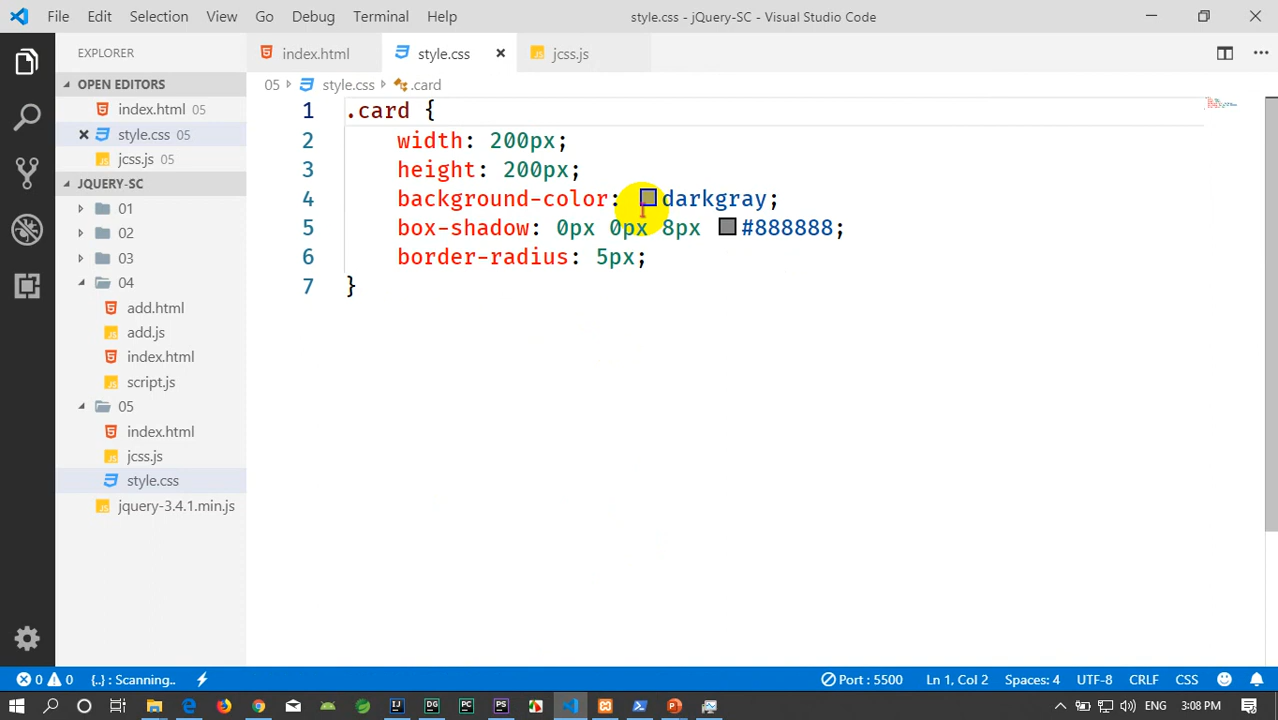 File Edit Selection View Go Debug Terminal Help
style.css - jQuery-SC - Visual Studio Code
EXPLORER
OPEN EDITORS
index.html 05
style.css 05
jcss.js 05
JQUERY-SC
01
02
03
04
add.html
add.js
index.html
script.js
05
index.html
jcss.js
style.css
jquery-3.4.1.min.js
index.html style.css jcss.js
05 style.css .card
1 .card {
2 width: 200px;
3 height: 200px;
4 background-color: darkgray;
5 box-shadow: 0px 0px 8px #888888;
6 border-radius: 5px;
7 }
0 0 {..} : Scanning.. Port : 5500 Ln 1, Col 2 Spaces: 4 UTF-8 CRLF CSS
ENG 3:08 PM